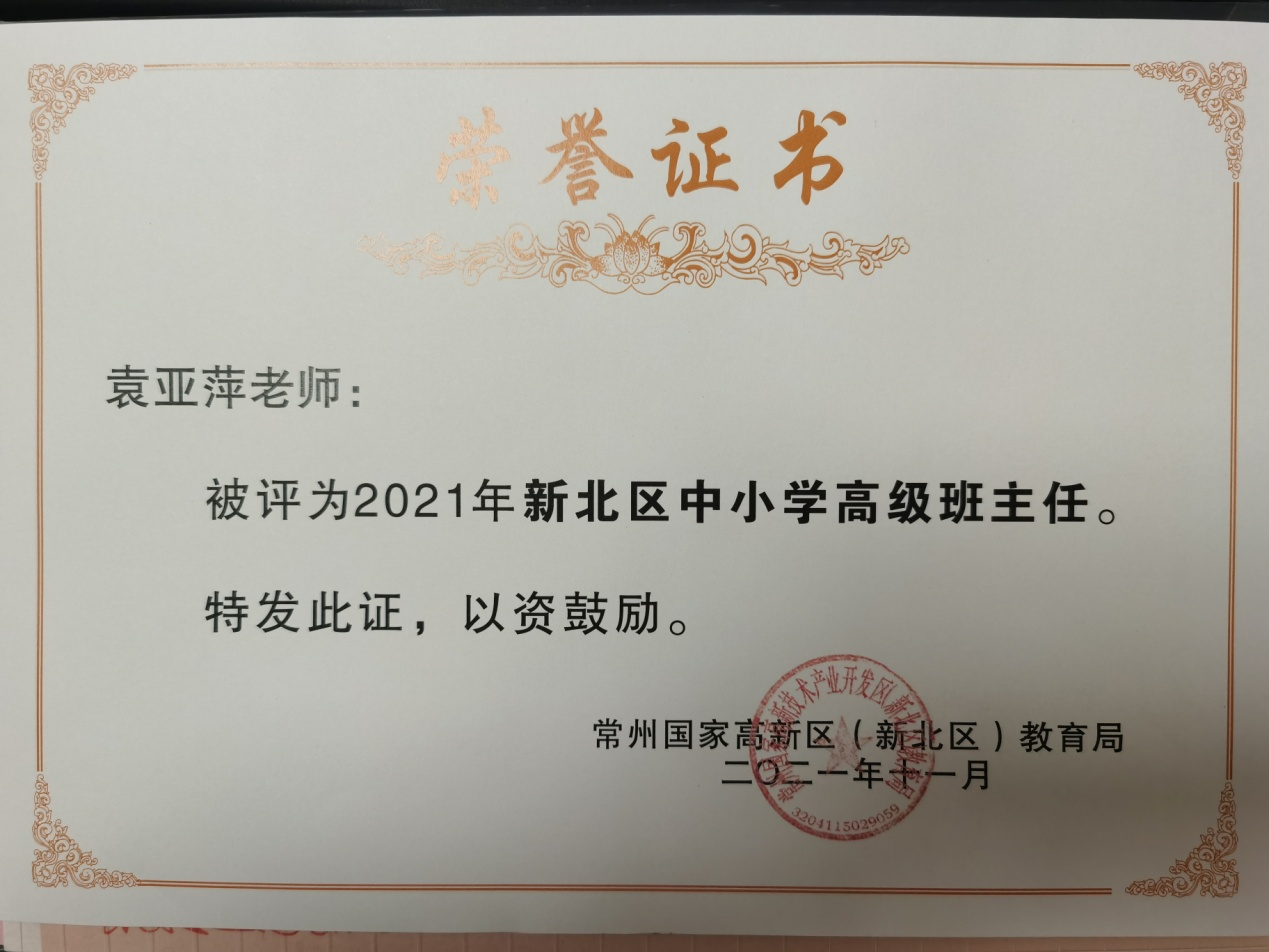 荣誉证书
袁亚萍老师：
被评为2021年新北区中小学高级班主任。
特发此证，以资鼓励。
常州国家高新区（新北区）教育局
二〇二一年十一月
3204115029059